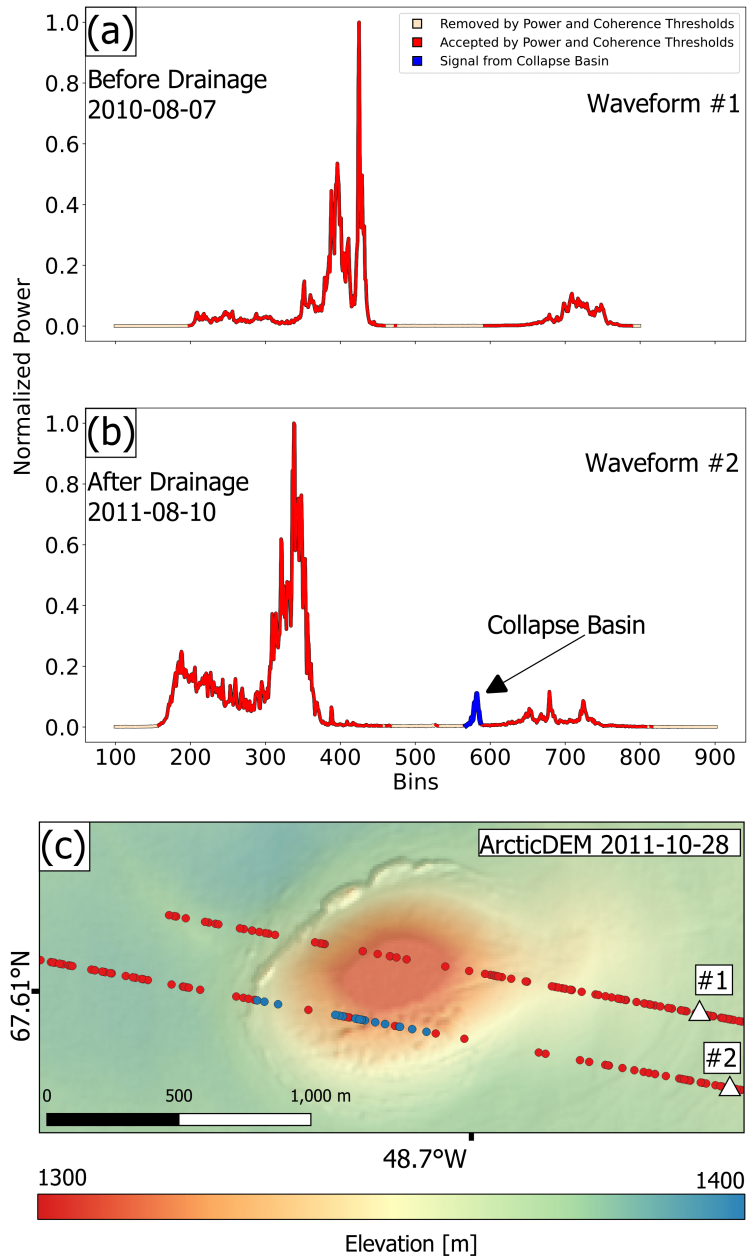 (a)
Before Drainage
2010-08-07
Removed by Power and Coherence Thresholds
Accepted by Power and Coherence Thresholds
Signal from Collapse Basin
Waveform #1
1.0
0.8
0.6
0.4
0.2
0.0
Normalized Power
(b)
After Drainage
2011-08-10
Waveform #2
Collapse Basin
1.0
0.8
0.6
0.4
0.2
0.0
100 200 300 400 500 600 700 800 900
Bins
(c)
ArcticDEM 2011-10-28
67.61°N
#1
#2
0 500 1,000 m
48.7°W
1300 1400
Elevation [m]